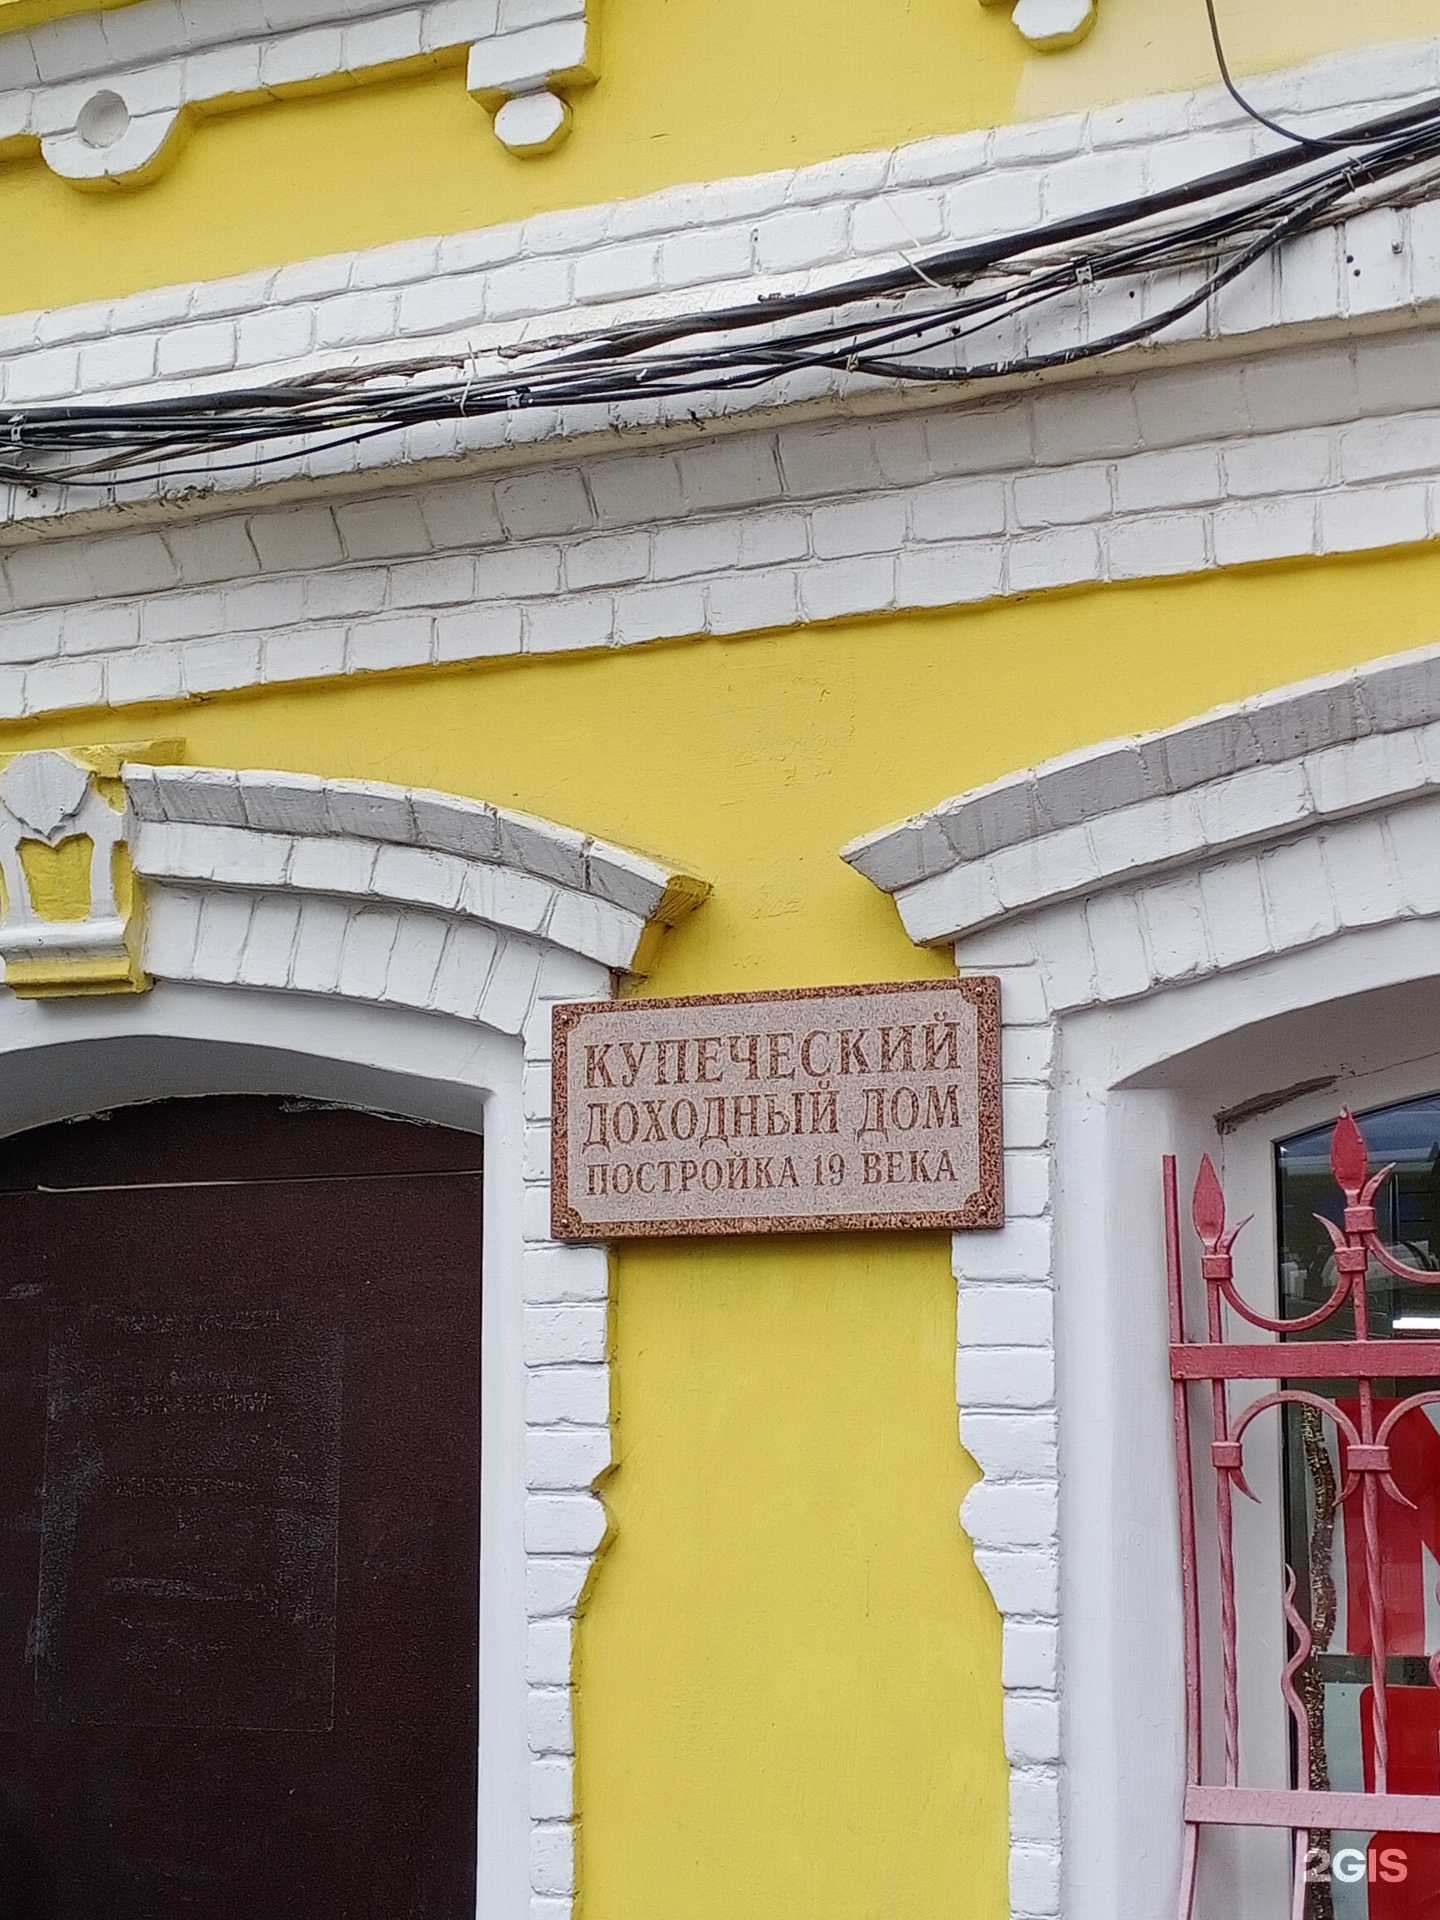 КУПЕЧЕСКИЙ
ДОХОДНЫЙ ДОМ
ПОСТРОЙКА 19 ВЕКА
2GIS